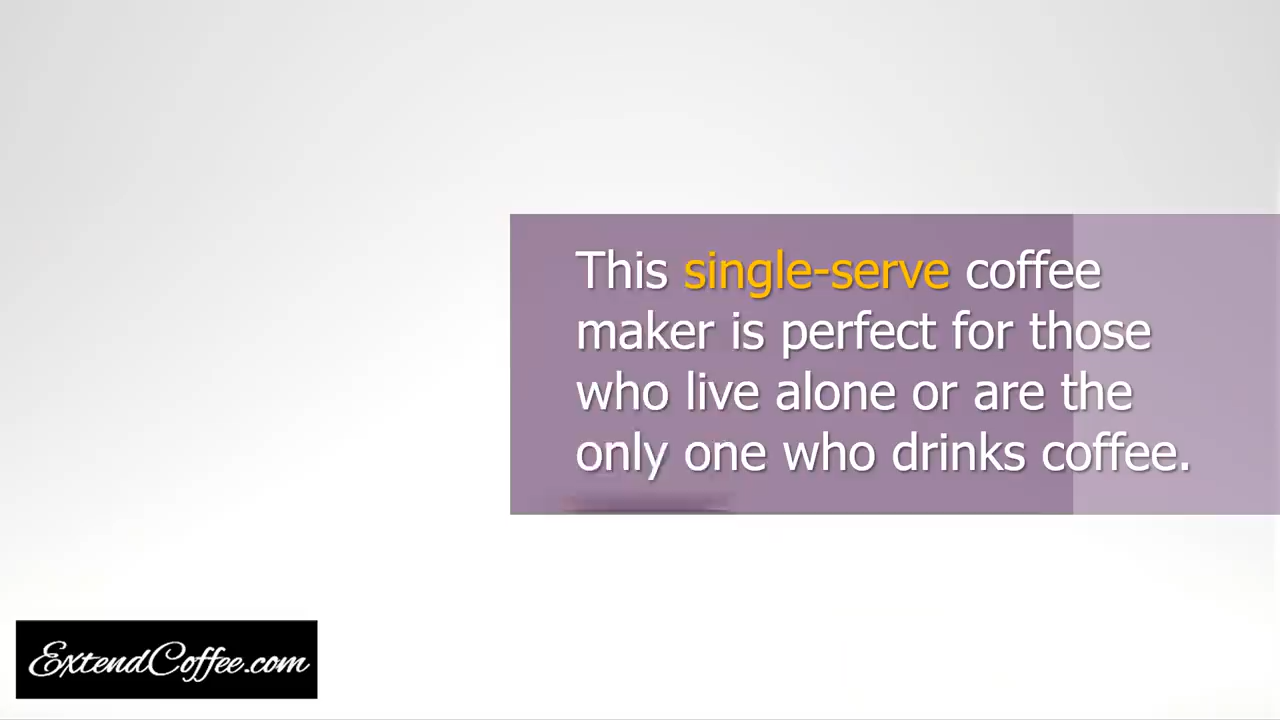 This single-serve coffee
maker is perfect for those
who live alone or are the
only one who drinks coffee.
ExtendCoffee.com